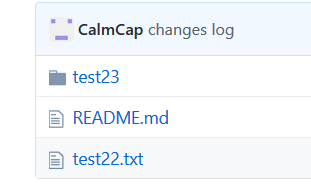 CalmCap changes log
test23
README.md
test22.txt